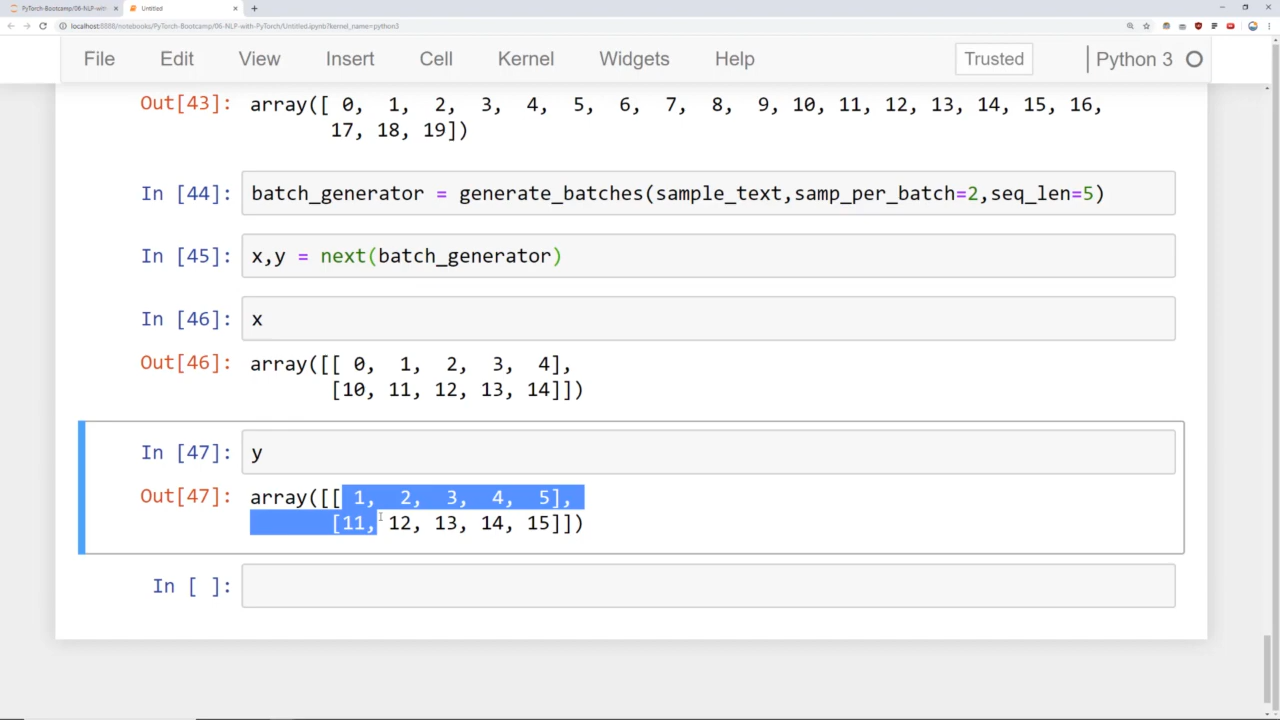 PyTorch-Bootcamp/06-NLP-with
Untitled
localhost:8888/notebooks/PyTorch-Bootcamp/06-NLP-with-PyTorch/Untitled.ipynb?kernel_name=python3
File Edit View Insert Cell Kernel Widgets Help Trusted Python 3
Out[43]: array([ 0, 1, 2, 3, 4, 5, 6, 7, 8, 9, 10, 11, 12, 13, 14, 15, 16,
17, 18, 19])
In [44]: batch_generator = generate_batches(sample_text,samp_per_batch=2,seq_len=5)
In [45]: x,y = next(batch_generator)
In [46]: x
Out[46]: array([[ 0, 1, 2, 3, 4],
[10, 11, 12, 13, 14]])
In [47]: y
Out[47]: array([[ 1, 2, 3, 4, 5],
[11, 12, 13, 14, 15]])
In [ ]: